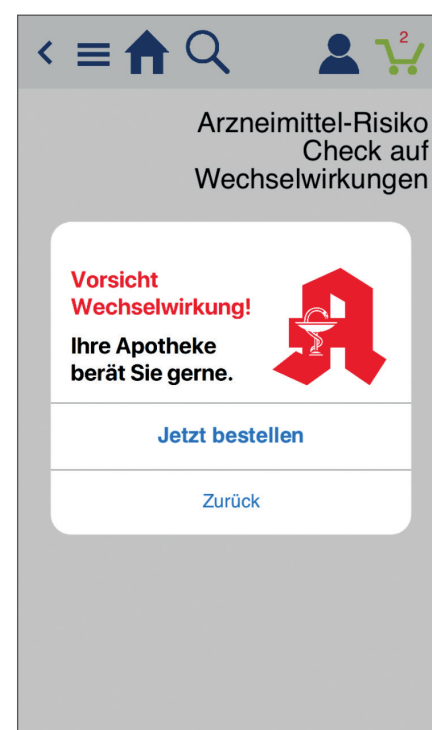 2
Arzneimittel-Risiko
Check auf
Wechselwirkungen
Vorsicht
Wechselwirkung!
Ihre Apotheke
berät Sie gerne.
Jetzt bestellen
Zurück